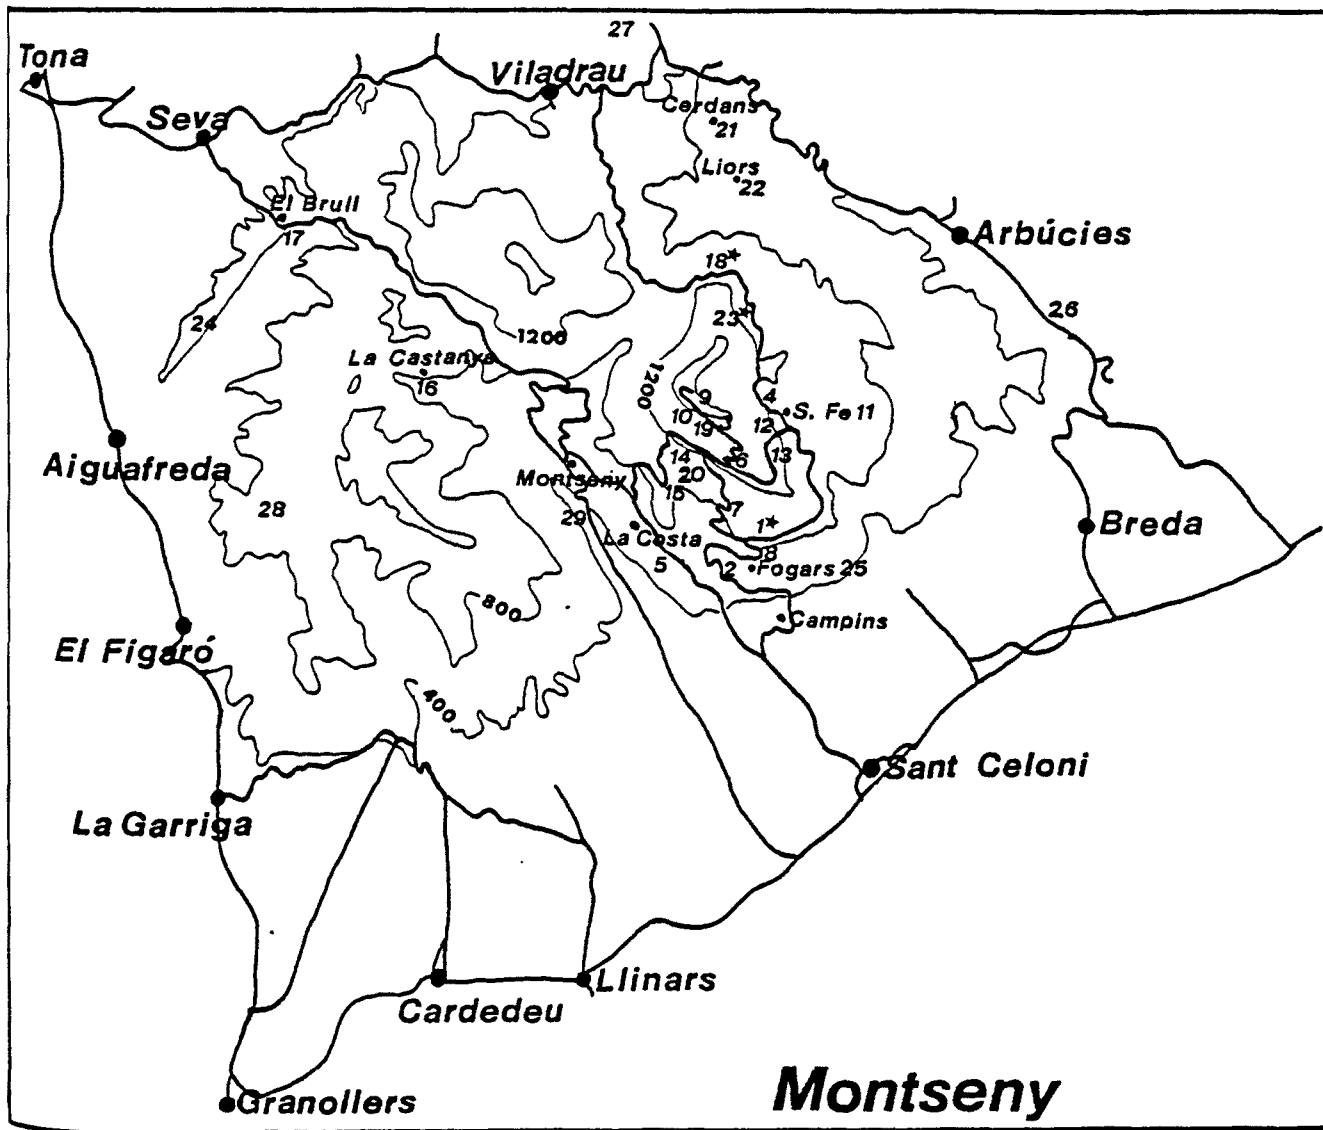 27
Tona
Viladrau
Cerdans
21
Seva
Liors
22
El Brull
17
Arbúcies
18*
24
23*
26
1200
La Castanya
16
1200
9
4
10
S. Fe 11
12
19
14
6
13
Aiguafreda
Montseny
20
15
28
7
29
1*
Breda
La Costa
8
5
2
Fogars 25
800
Campins
El Figaró
400
Sant Celoni
La Garriga
Llinars
Cardedeu
Montseny
Granollers